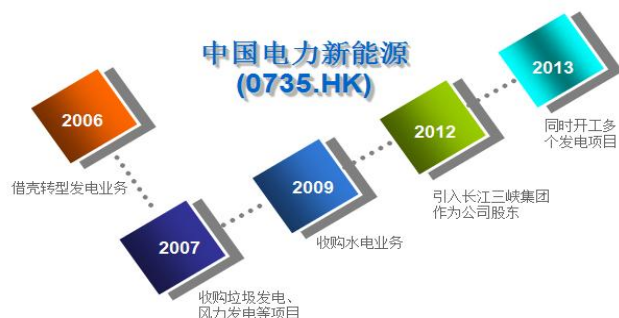 中国电力新能源
(0735.HK)
2006
借壳转型发电业务
2007
收购垃圾发电、
风力发电等项目
2009
收购水电业务
2012
引入长江三峡集团
作为公司股东
2013
同时开工多
个发电项目